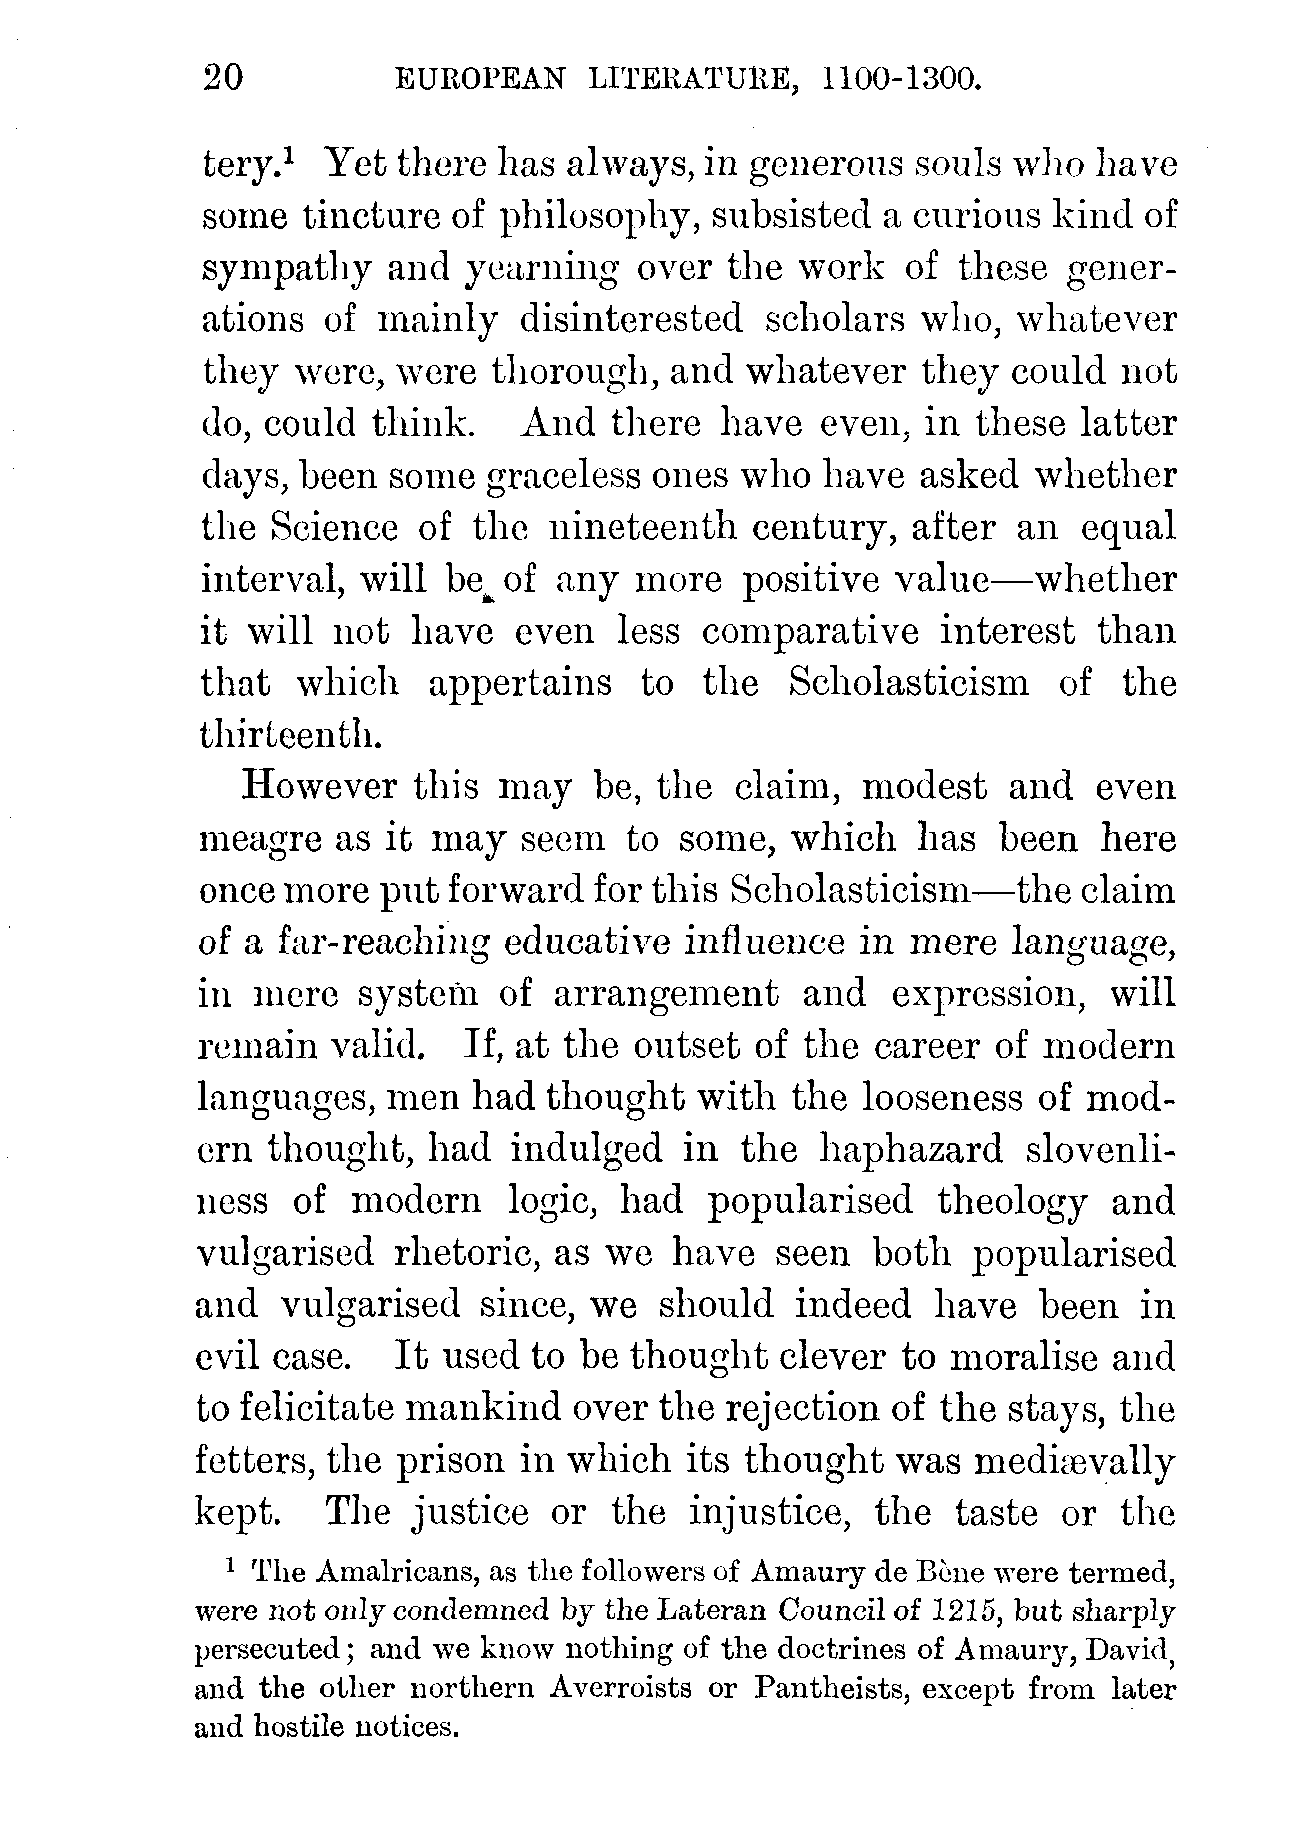 20 EUROPEAN LITERATURE, 1100-1300.
tery.¹ Yet there has always, in generous souls who have
some tincture of philosophy, subsisted a curious kind of
sympathy and yearning over the work of these gener-
ations of mainly disinterested scholars who, whatever
they were, were thorough, and whatever they could not
do, could think. And there have even, in these latter
days, been some graceless ones who have asked whether
the Science of the nineteenth century, after an equal
interval, will be of any more positive value—whether
it will not have even less comparative interest than
that which appertains to the Scholasticism of the
thirteenth.
However this may be, the claim, modest and even
meagre as it may seem to some, which has been here
once more put forward for this Scholasticism—the claim
of a far-reaching educative influence in mere language,
in mere system of arrangement and expression, will
remain valid. If, at the outset of the career of modern
languages, men had thought with the looseness of mod-
ern thought, had indulged in the haphazard slovenli-
ness of modern logic, had popularised theology and
vulgarised rhetoric, as we have seen both popularised
and vulgarised since, we should indeed have been in
evil case. It used to be thought clever to moralise and
to felicitate mankind over the rejection of the stays, the
fetters, the prison in which its thought was mediævally
kept. The justice or the injustice, the taste or the
¹ The Amalricans, as the followers of Amaury de Bène were termed,
were not only condemned by the Lateran Council of 1215, but sharply
persecuted; and we know nothing of the doctrines of Amaury, David,
and the other northern Averroists or Pantheists, except from later
and hostile notices.